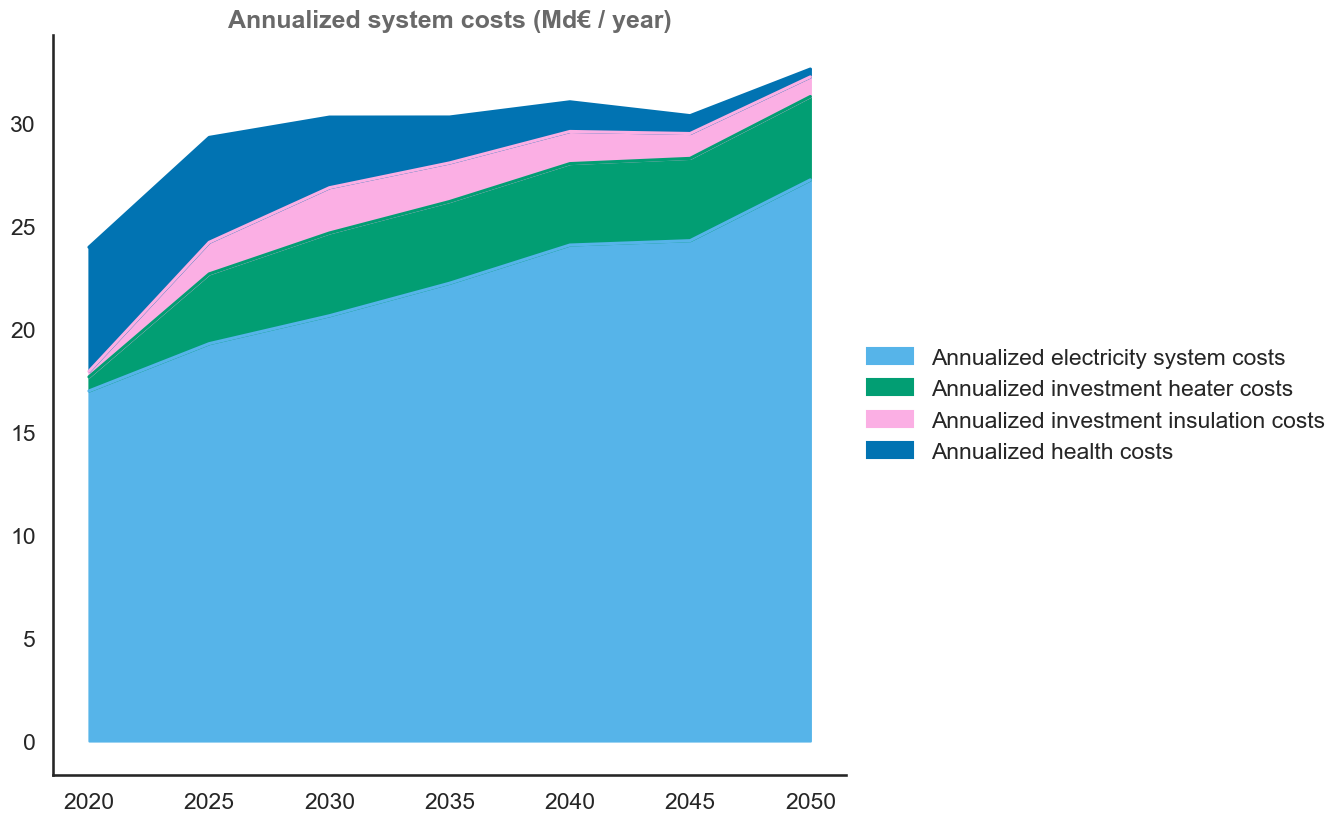 Annualized system costs (Md€ / year)
30
25
20
15
10
5
0
2020 2025 2030 2035 2040 2045 2050
Annualized electricity system costs
Annualized investment heater costs
Annualized investment insulation costs
Annualized health costs